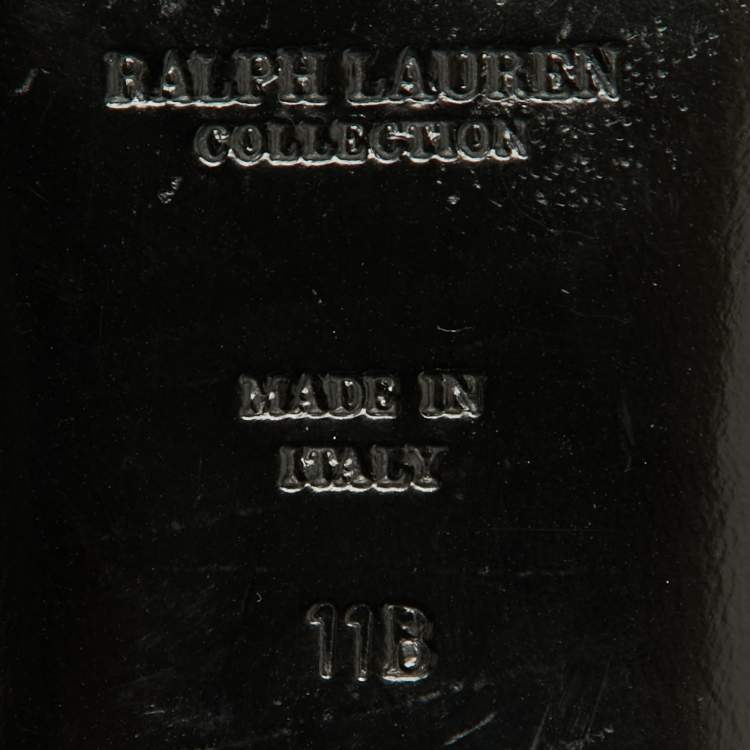 RALPH LAUREN
COLLECTION
MADE IN
ITALY
11B